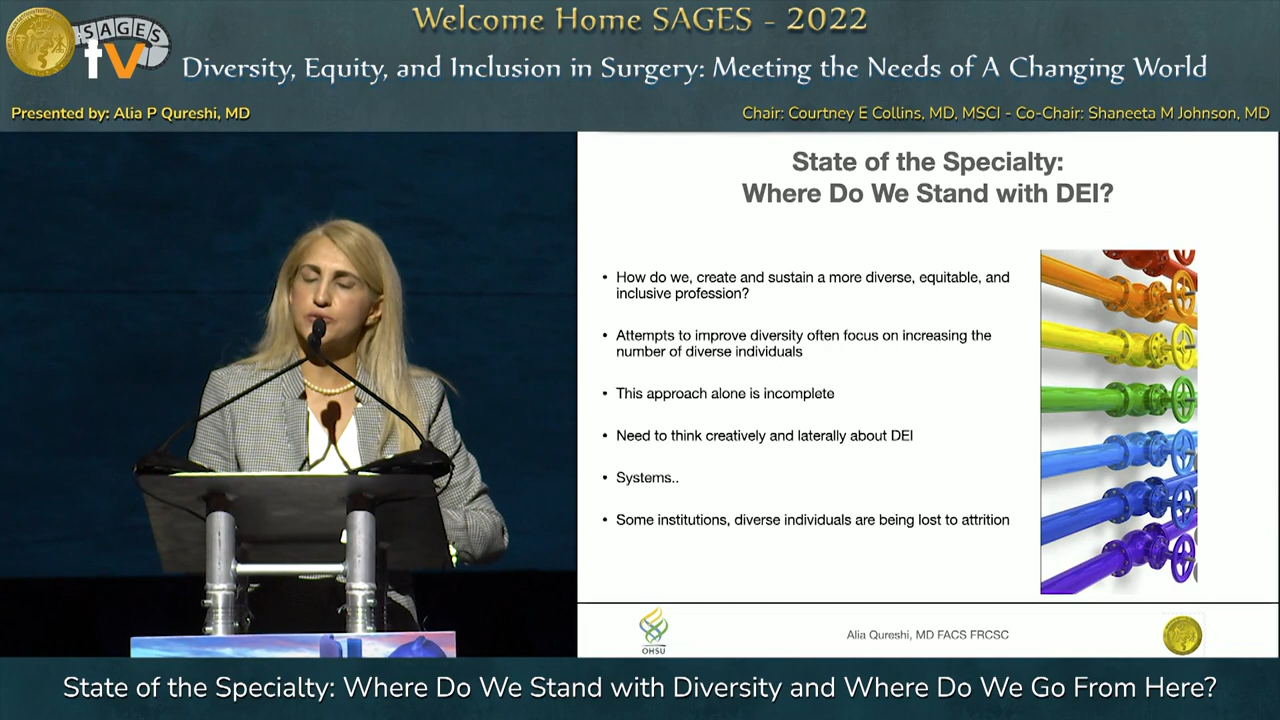 Welcome Home SAGES - 2022
SAGES
tv
Diversity, Equity, and Inclusion in Surgery: Meeting the Needs of A Changing World
Presented by: Alia P Qureshi, MD
Chair: Courtney E Collins, MD, MSCI - Co-Chair: Shaneeta M Johnson, MD
State of the Specialty:
Where Do We Stand with DEI?
• How do we, create and sustain a more diverse, equitable, and
inclusive profession?
• Attempts to improve diversity often focus on increasing the
number of diverse individuals
• This approach alone is incomplete
• Need to think creatively and laterally about DEI
• Systems..
• Some institutions, diverse individuals are being lost to attrition
OHSU
Alia Qureshi, MD FACS FRCSC
State of the Specialty: Where Do We Stand with Diversity and Where Do We Go From Here?